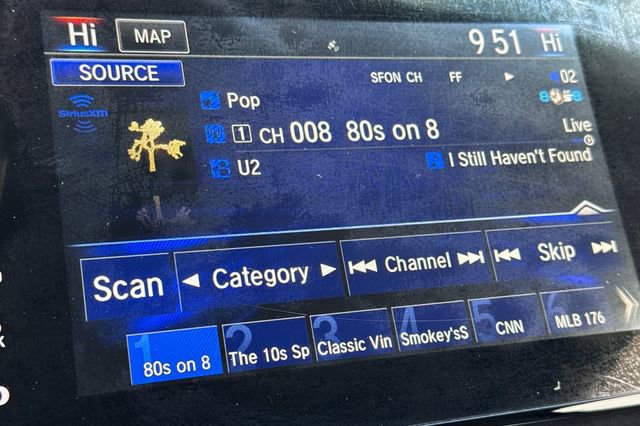 Hi MAP 9 51 Hi
SOURCE SFON CH FF 02
SiriusXM Pop 8 8
1 CH 008 80s on 8 Live
U2 I Still Haven't Found
Scan Category Channel Skip
1 2 3 4 5 6
80s on 8 The 10s Sp Classic Vin Smokey'sS CNN MLB 176